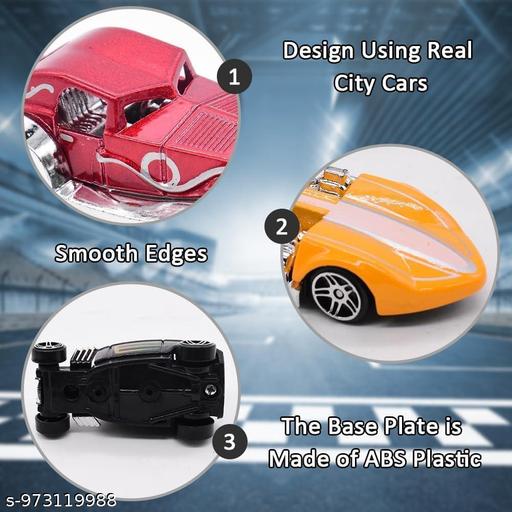 1
Design Using Real
City Cars
2
Smooth Edges
3
The Base Plate is
Made of ABS Plastic
s-973119988